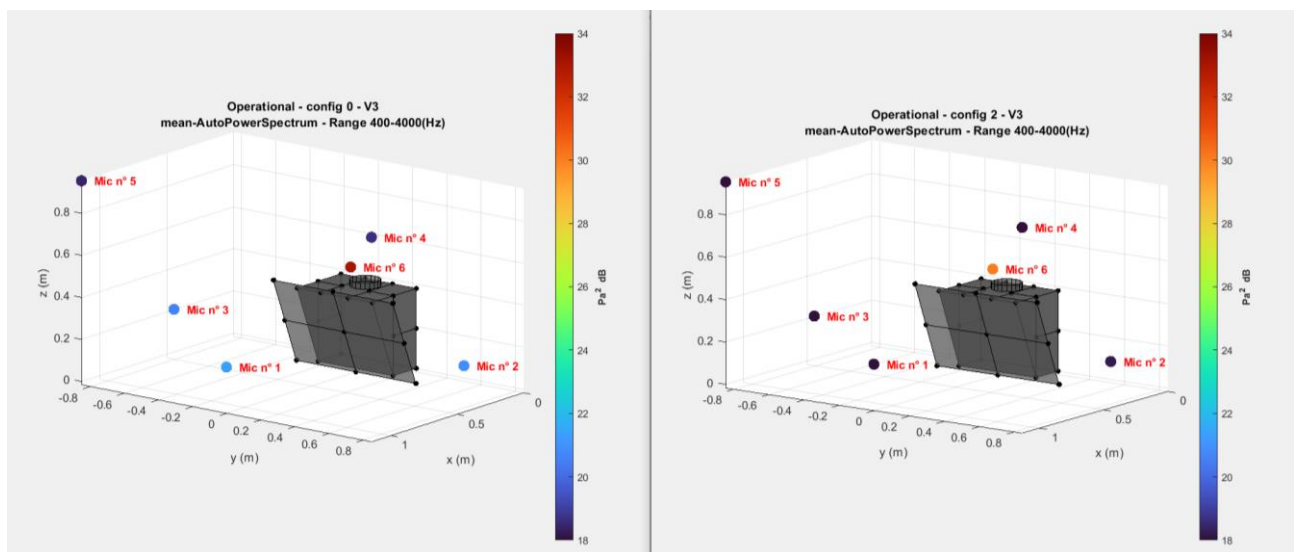 Operational - config 0 - V3
mean-AutoPowerSpectrum - Range 400-4000(Hz)
Mic n° 5
Mic n° 4
Mic n° 6
Mic n° 3
Mic n° 1
Mic n° 2
z (m)
0.8
0.6
0.4
0.2
0
-0.8
-0.6
-0.4
-0.2
0
0.2
0.4
0.6
0.8
y (m)
1
0.5
0
x (m)
34
32
30
28
26
24
22
20
18
Pa² dB
Operational - config 2 - V3
mean-AutoPowerSpectrum - Range 400-4000(Hz)
Mic n° 5
Mic n° 4
Mic n° 6
Mic n° 3
Mic n° 1
Mic n° 2
z (m)
0.8
0.6
0.4
0.2
0
-0.8
-0.6
-0.4
-0.2
0
0.2
0.4
0.6
0.8
y (m)
1
0.5
0
x (m)
34
32
30
28
26
24
22
20
18
Pa² dB